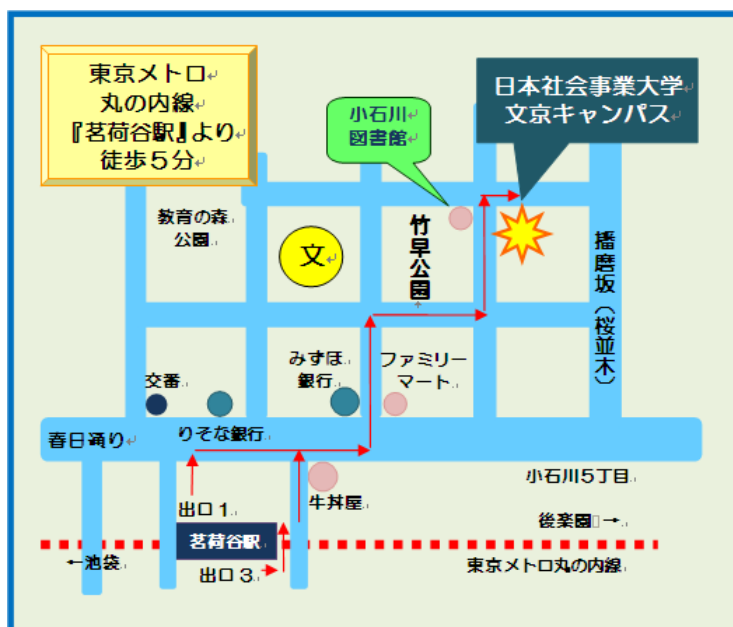 東京メトロ
丸の内線
『茗荷谷駅』より
徒歩５分
小石川
図書館
日本社会事業大学
文京キャンパス
教育の森
公園
文
竹早公園
播磨坂（桜並木）
交番
みずほ
銀行
ファミリー
マート
春日通り
りそな銀行
小石川５丁目
出口１
牛丼屋
後楽園 →
茗荷谷駅
←池袋
出口３
東京メトロ丸の内線